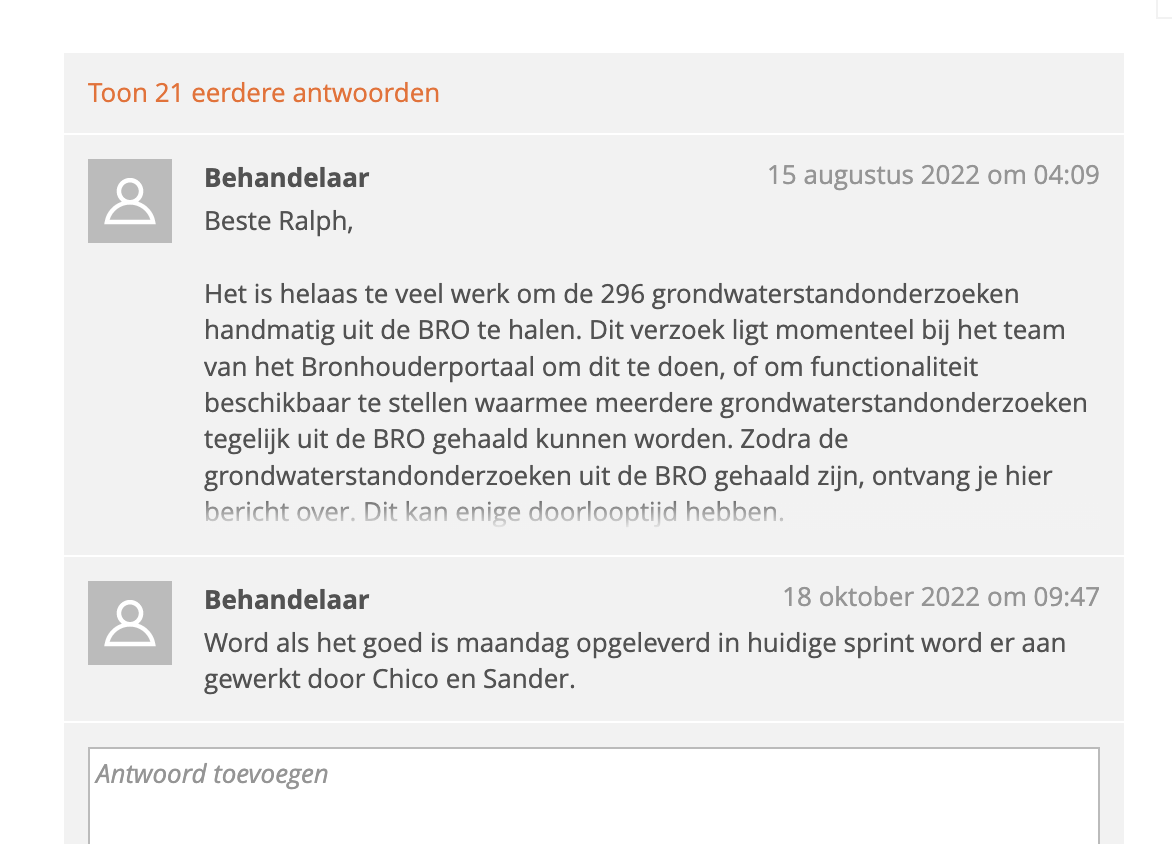 Toon 21 eerdere antwoorden
Behandelaar
15 augustus 2022 om 04:09
Beste Ralph,
Het is helaas te veel werk om de 296 grondwaterstandonderzoeken
handmatig uit de BRO te halen. Dit verzoek ligt momenteel bij het team
van het Bronhouderportaal om dit te doen, of om functionaliteit
beschikbaar te stellen waarmee meerdere grondwaterstandonderzoeken
tegelijk uit de BRO gehaald kunnen worden. Zodra de
grondwaterstandonderzoeken uit de BRO gehaald zijn, ontvang je hier
bericht over. Dit kan enige doorlooptijd hebben.
Behandelaar
18 oktober 2022 om 09:47
Word als het goed is maandag opgeleverd in huidige sprint word er aan
gewerkt door Chico en Sander.
Antwoord toevoegen